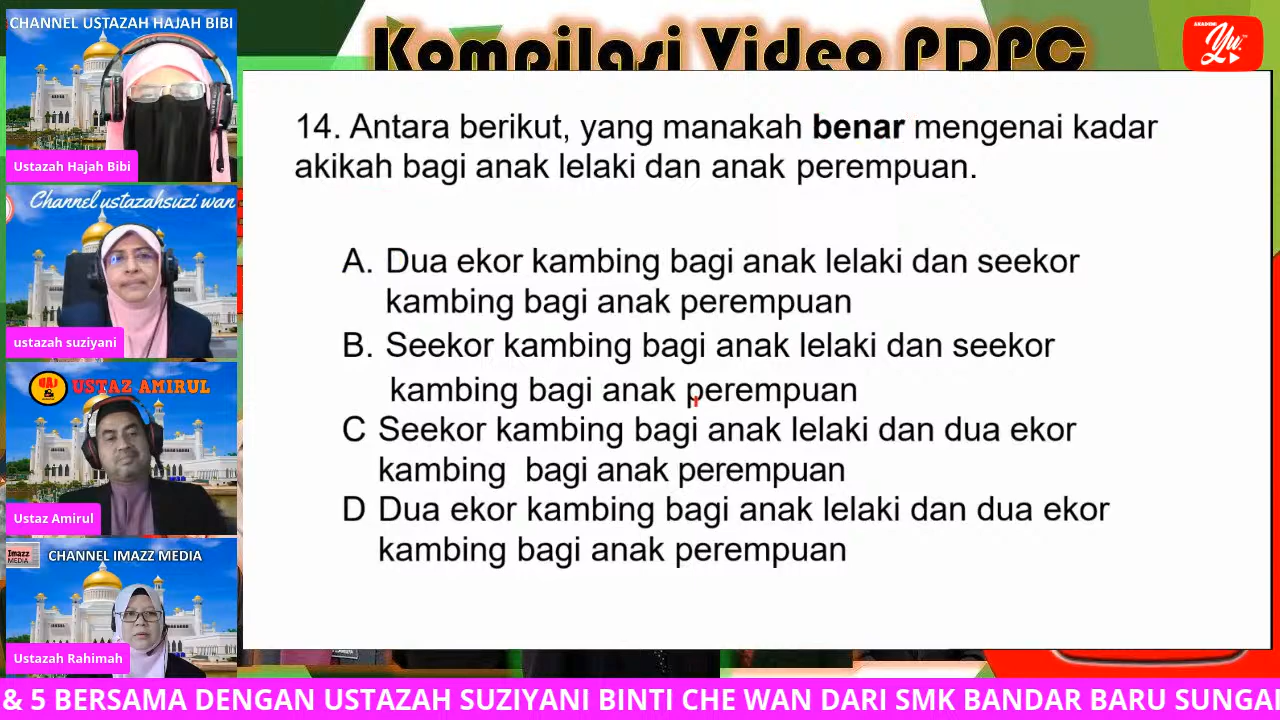 CHANNEL USTAZAH HAJAH BIBI
Ustazah Hajah Bibi
Channel ustazahsuzi wan
ustazah suziyani
USTAZ AMIRUL
Ustaz Amirul
Imazz
MEDIA
CHANNEL IMAZZ MEDIA
Ustazah Rahimah
Kompilasi Video PDPC
AKADEMI
YW
14. Antara berikut, yang manakah benar mengenai kadar
akikah bagi anak lelaki dan anak perempuan.
A. Dua ekor kambing bagi anak lelaki dan seekor
kambing bagi anak perempuan
B. Seekor kambing bagi anak lelaki dan seekor
kambing bagi anak perempuan
C Seekor kambing bagi anak lelaki dan dua ekor
kambing bagi anak perempuan
D Dua ekor kambing bagi anak lelaki dan dua ekor
kambing bagi anak perempuan
& 5 BERSAMA DENGAN USTAZAH SUZIYANI BINTI CHE WAN DARI SMK BANDAR BARU SUNGAI